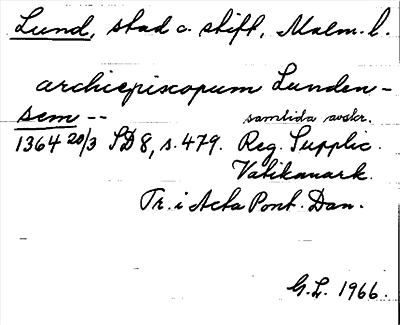 Lund, stad o. stift, Malm. l.
archiepiscopum Lunden-
sem --
samtida avskr.
1364 20/3 SD 8, s. 479. Reg. Supplic.
Vatikanark.
Tr. i Acta Pont. Dan.
G.L. 1966.